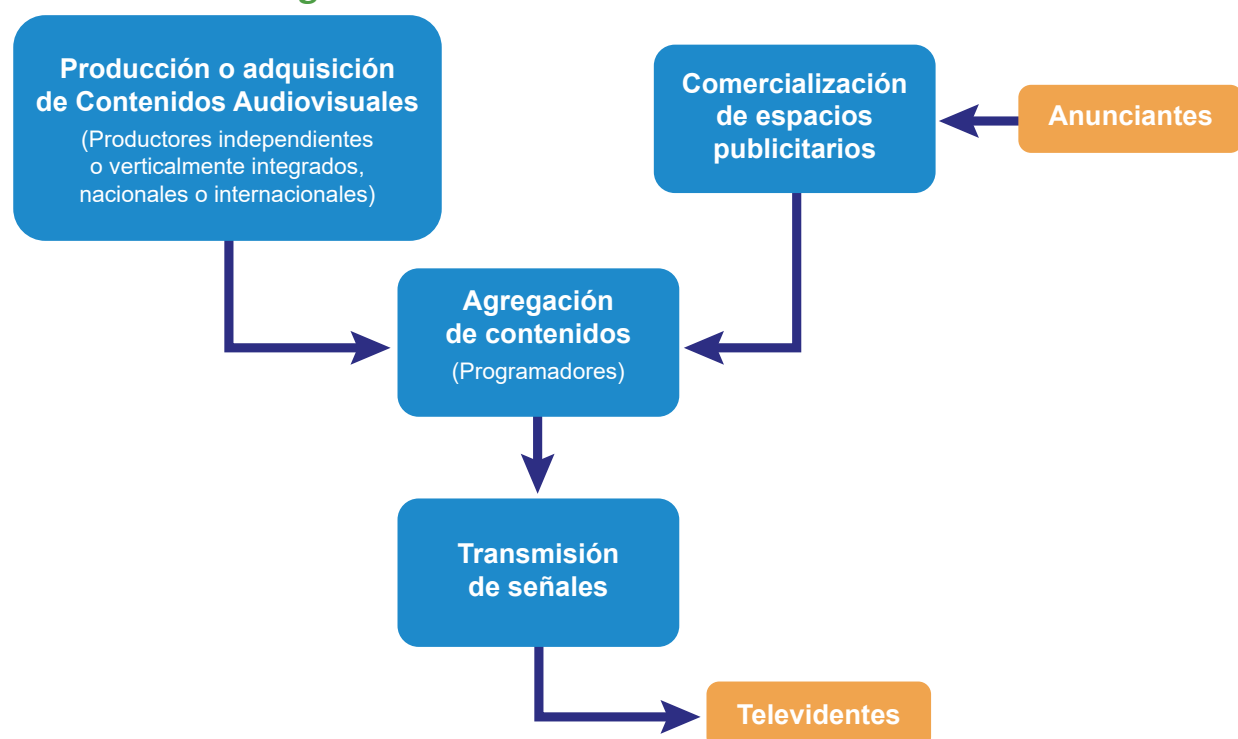 Producción o adquisición
de Contenidos Audiovisuales
(Productores independientes
o verticalmente integrados,
nacionales o internacionales)
Comercialización
de espacios
publicitarios
Anunciantes
Agregación
de contenidos
(Programadores)
Transmisión
de señales
Televidentes